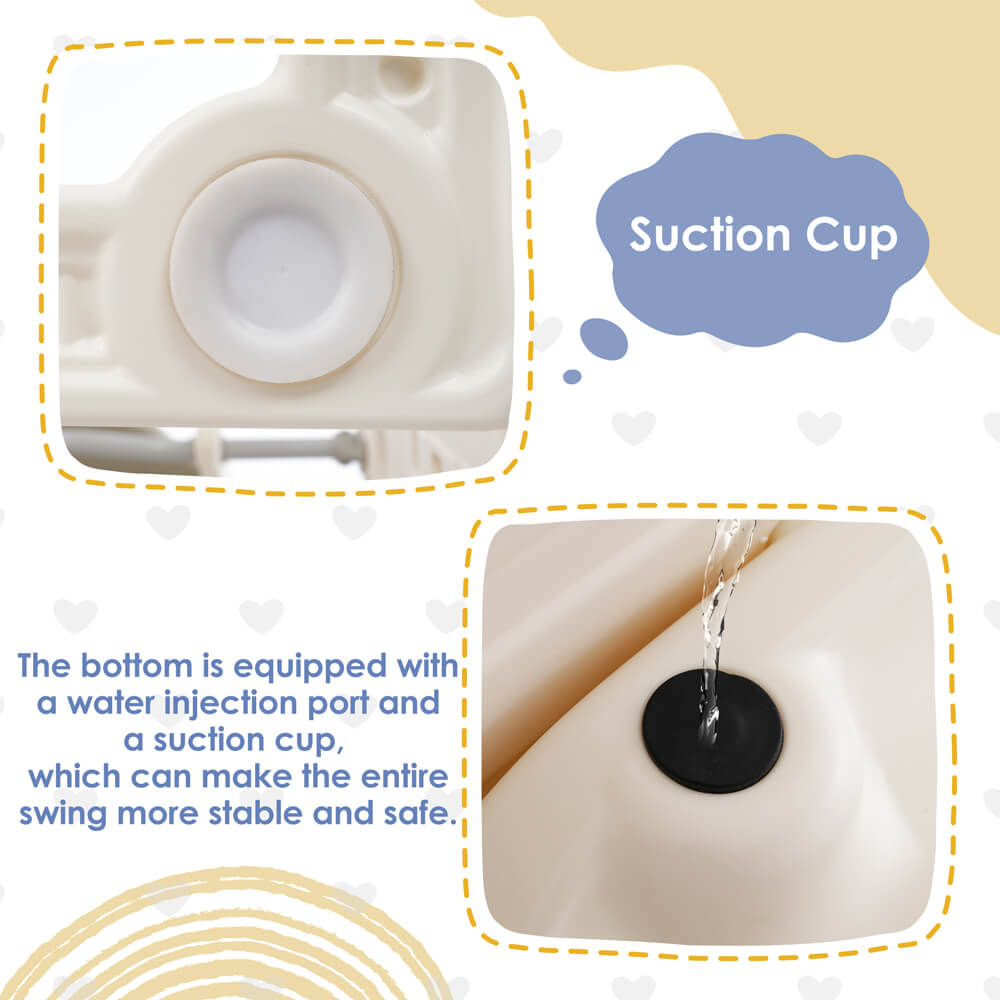 Suction Cup
The bottom is equipped with
a water injection port and
a suction cup,
which can make the entire
swing more stable and safe.